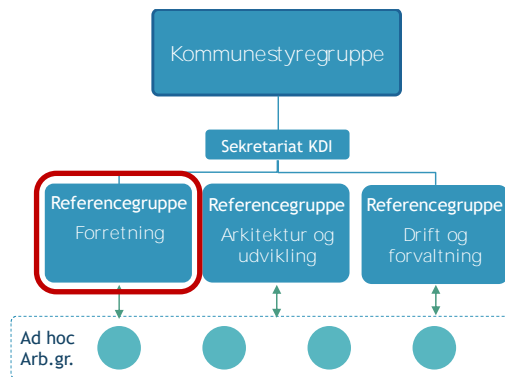 Kommunestyregruppe
Sekretariat KDI
Referencegruppe
Forretning
Referencegruppe
Arkitektur og
udvikling
Referencegruppe
Drift og
forvaltning
Ad hoc
Arb.gr.